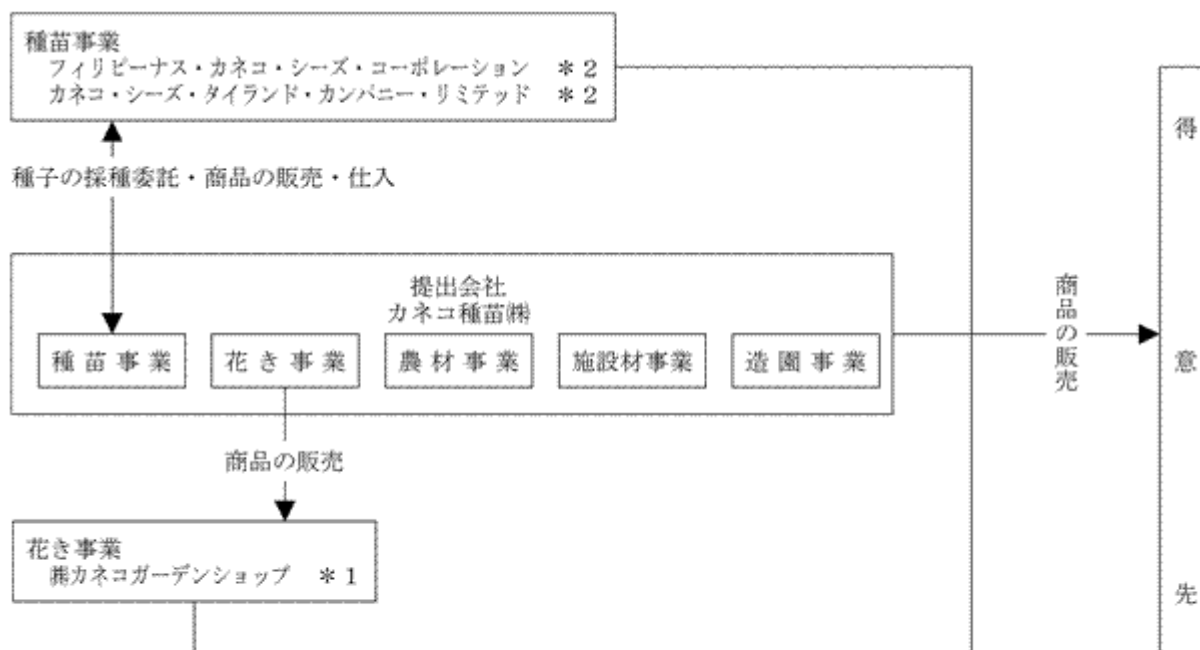 種苗事業
フィリピーナス・カネコ・シーズ・コーポレーション ＊2
カネコ・シーズ・タイランド・カンパニー・リミテッド ＊2
種子の採種委託・商品の販売・仕入
提出会社
カネコ種苗㈱
種苗事業
花き事業
農材事業
施設材事業
造園事業
商品の販売
花き事業
㈱カネコガーデンショップ ＊1
商品の販売
得意先